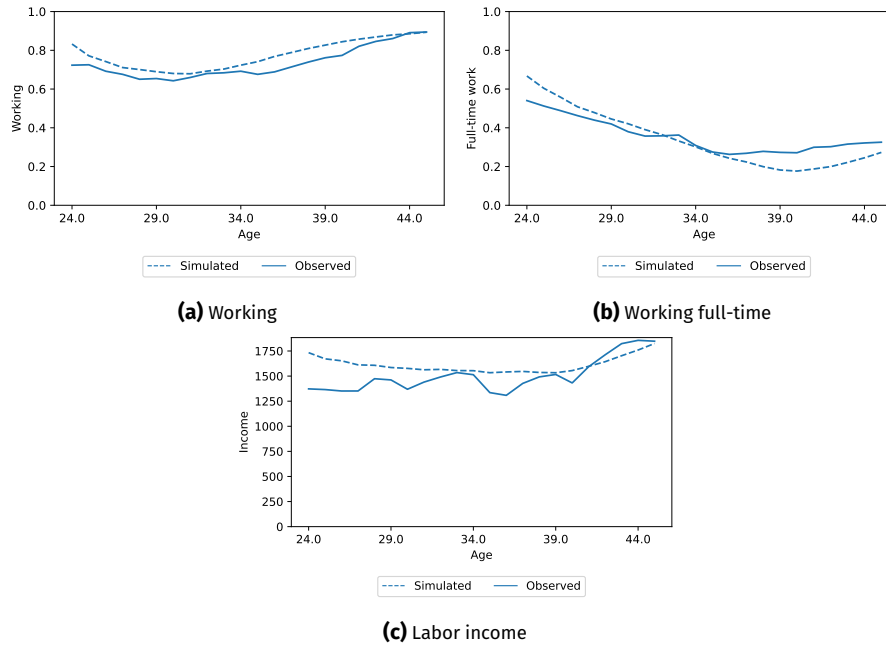 1.0
0.8
0.6
0.4
0.2
0.0
Working
24.0 29.0 34.0 39.0 44.0
Age
Simulated Observed
(a) Working
1.0
0.8
0.6
0.4
0.2
0.0
Full-time work
24.0 29.0 34.0 39.0 44.0
Age
Simulated Observed
(b) Working full-time
1750
1500
1250
1000
750
500
250
0
Income
24.0 29.0 34.0 39.0 44.0
Age
Simulated Observed
(c) Labor income